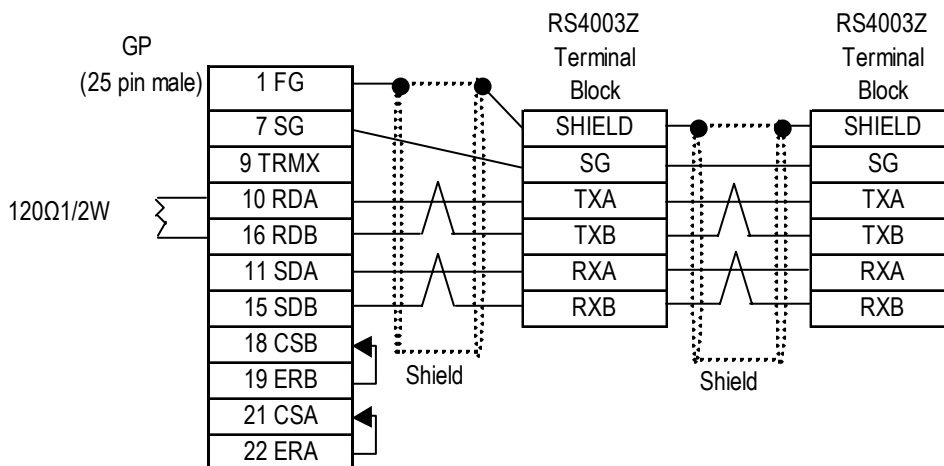 GP
(25 pin male)
1 FG
7 SG
9 TRMX
10 RDA
16 RDB
11 SDA
15 SDB
18 CSB
19 ERB
21 CSA
22 ERA
120Ω1/2W
Shield
RS4003Z
Terminal
Block
SHIELD
SG
TXA
TXB
RXA
RXB
Shield
RS4003Z
Terminal
Block
SHIELD
SG
TXA
TXB
RXA
RXB